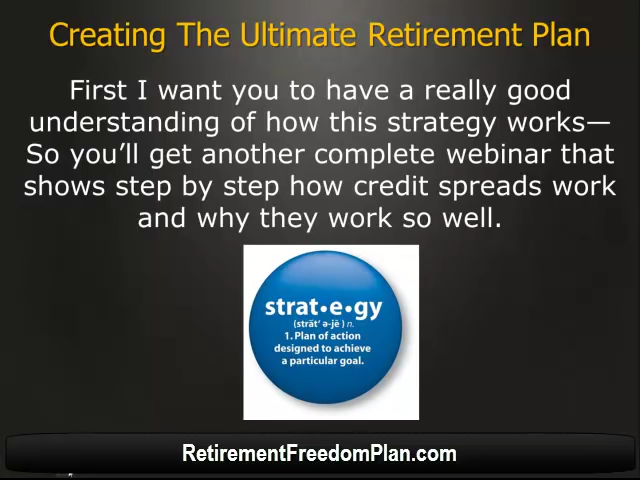 Creating The Ultimate Retirement Plan
First I want you to have a really good
understanding of how this strategy works—
So you’ll get another complete webinar that
shows step by step how credit spreads work
and why they work so well.
strat•e•gy
(străt′ ə-jē) n.
1. Plan of action
designed to achieve
a particular goal.
RetirementFreedomPlan.com